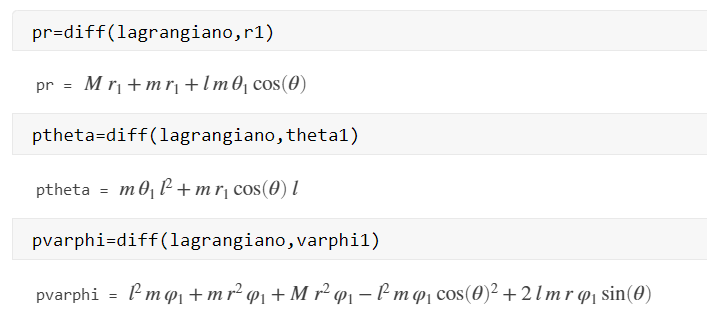 pr=diff(lagrangiano,r1)
pr = M r₁ + m r₁ + l m θ₁ cos(θ)
ptheta=diff(lagrangiano,theta1)
ptheta = m θ₁ l² + m r₁ cos(θ) l
pvarphi=diff(lagrangiano,varphi1)
pvarphi = l² m φ₁ + m r² φ₁ + M r² φ₁ − l² m φ₁ cos(θ)² + 2 l m r φ₁ sin(θ)